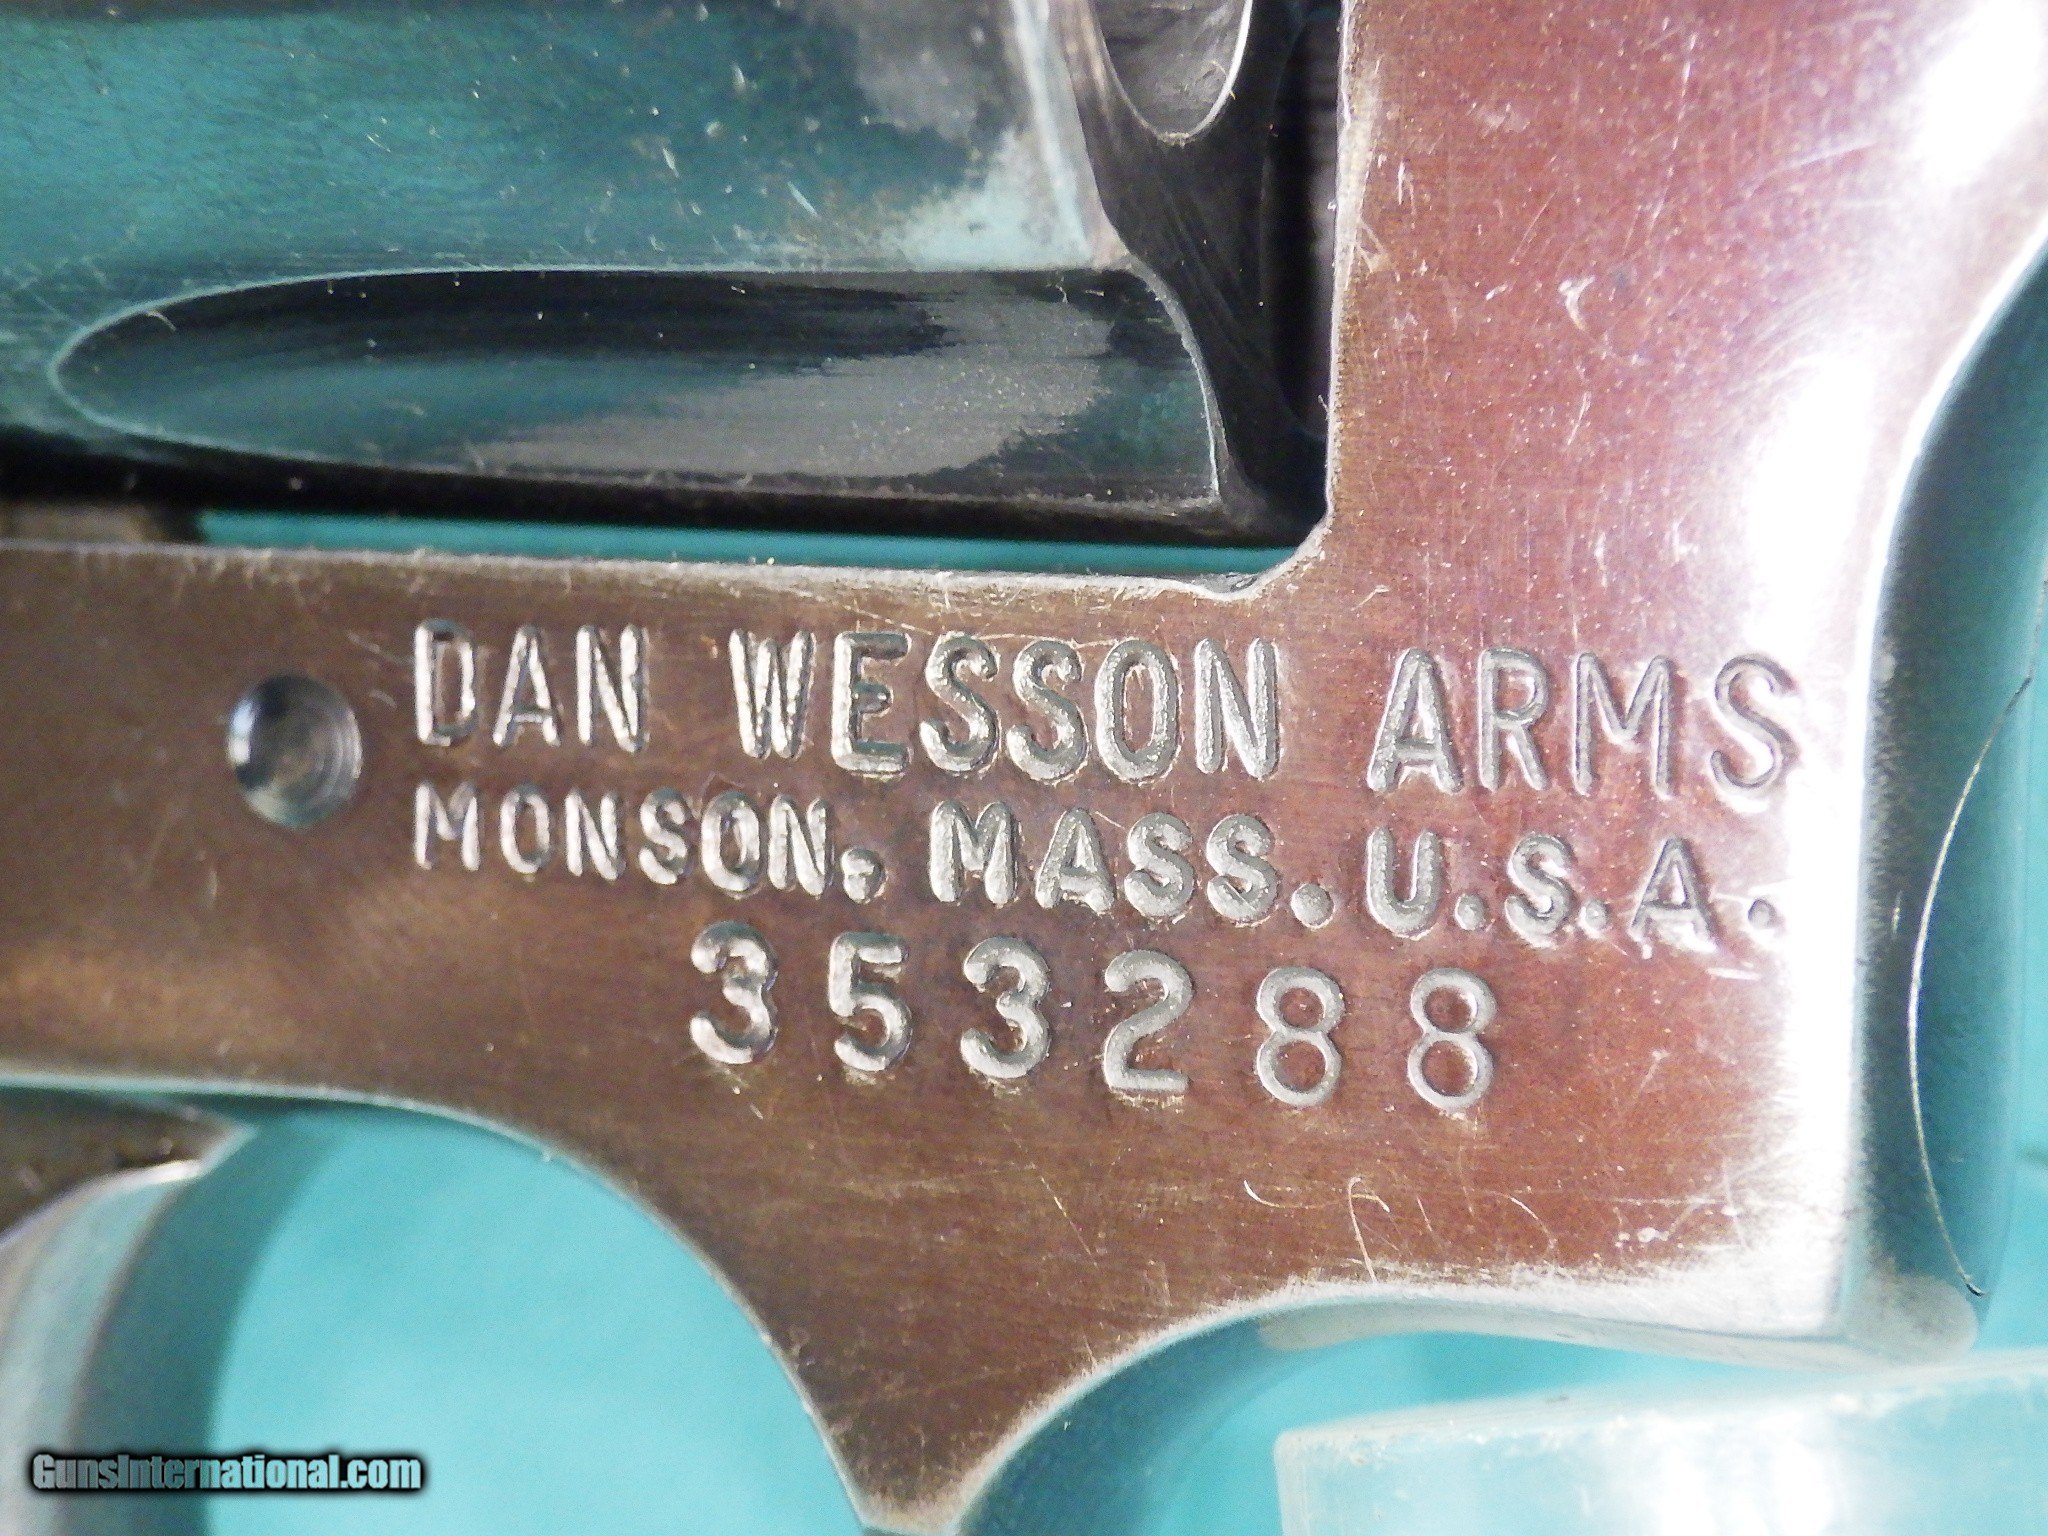 DAN WESSON ARMS
MONSON, MASS. U.S.A.
353288
GunsInternational.com